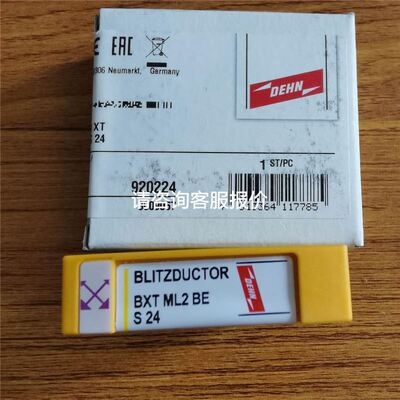 EAC
Neumarkt, Germany
DEHN
XT
24
1 ST/PC
920224
请咨询客服报价
117785
BLITZDUCTOR
BXT ML2 BE
S 24
DEHN